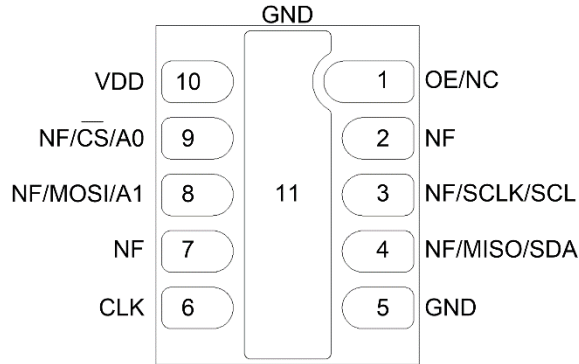 GND
VDD 10 1 OE/NC
NF/C̅S̅/A0 9 2 NF
NF/MOSI/A1 8 11 3 NF/SCLK/SCL
NF 7 4 NF/MISO/SDA
CLK 6 5 GND